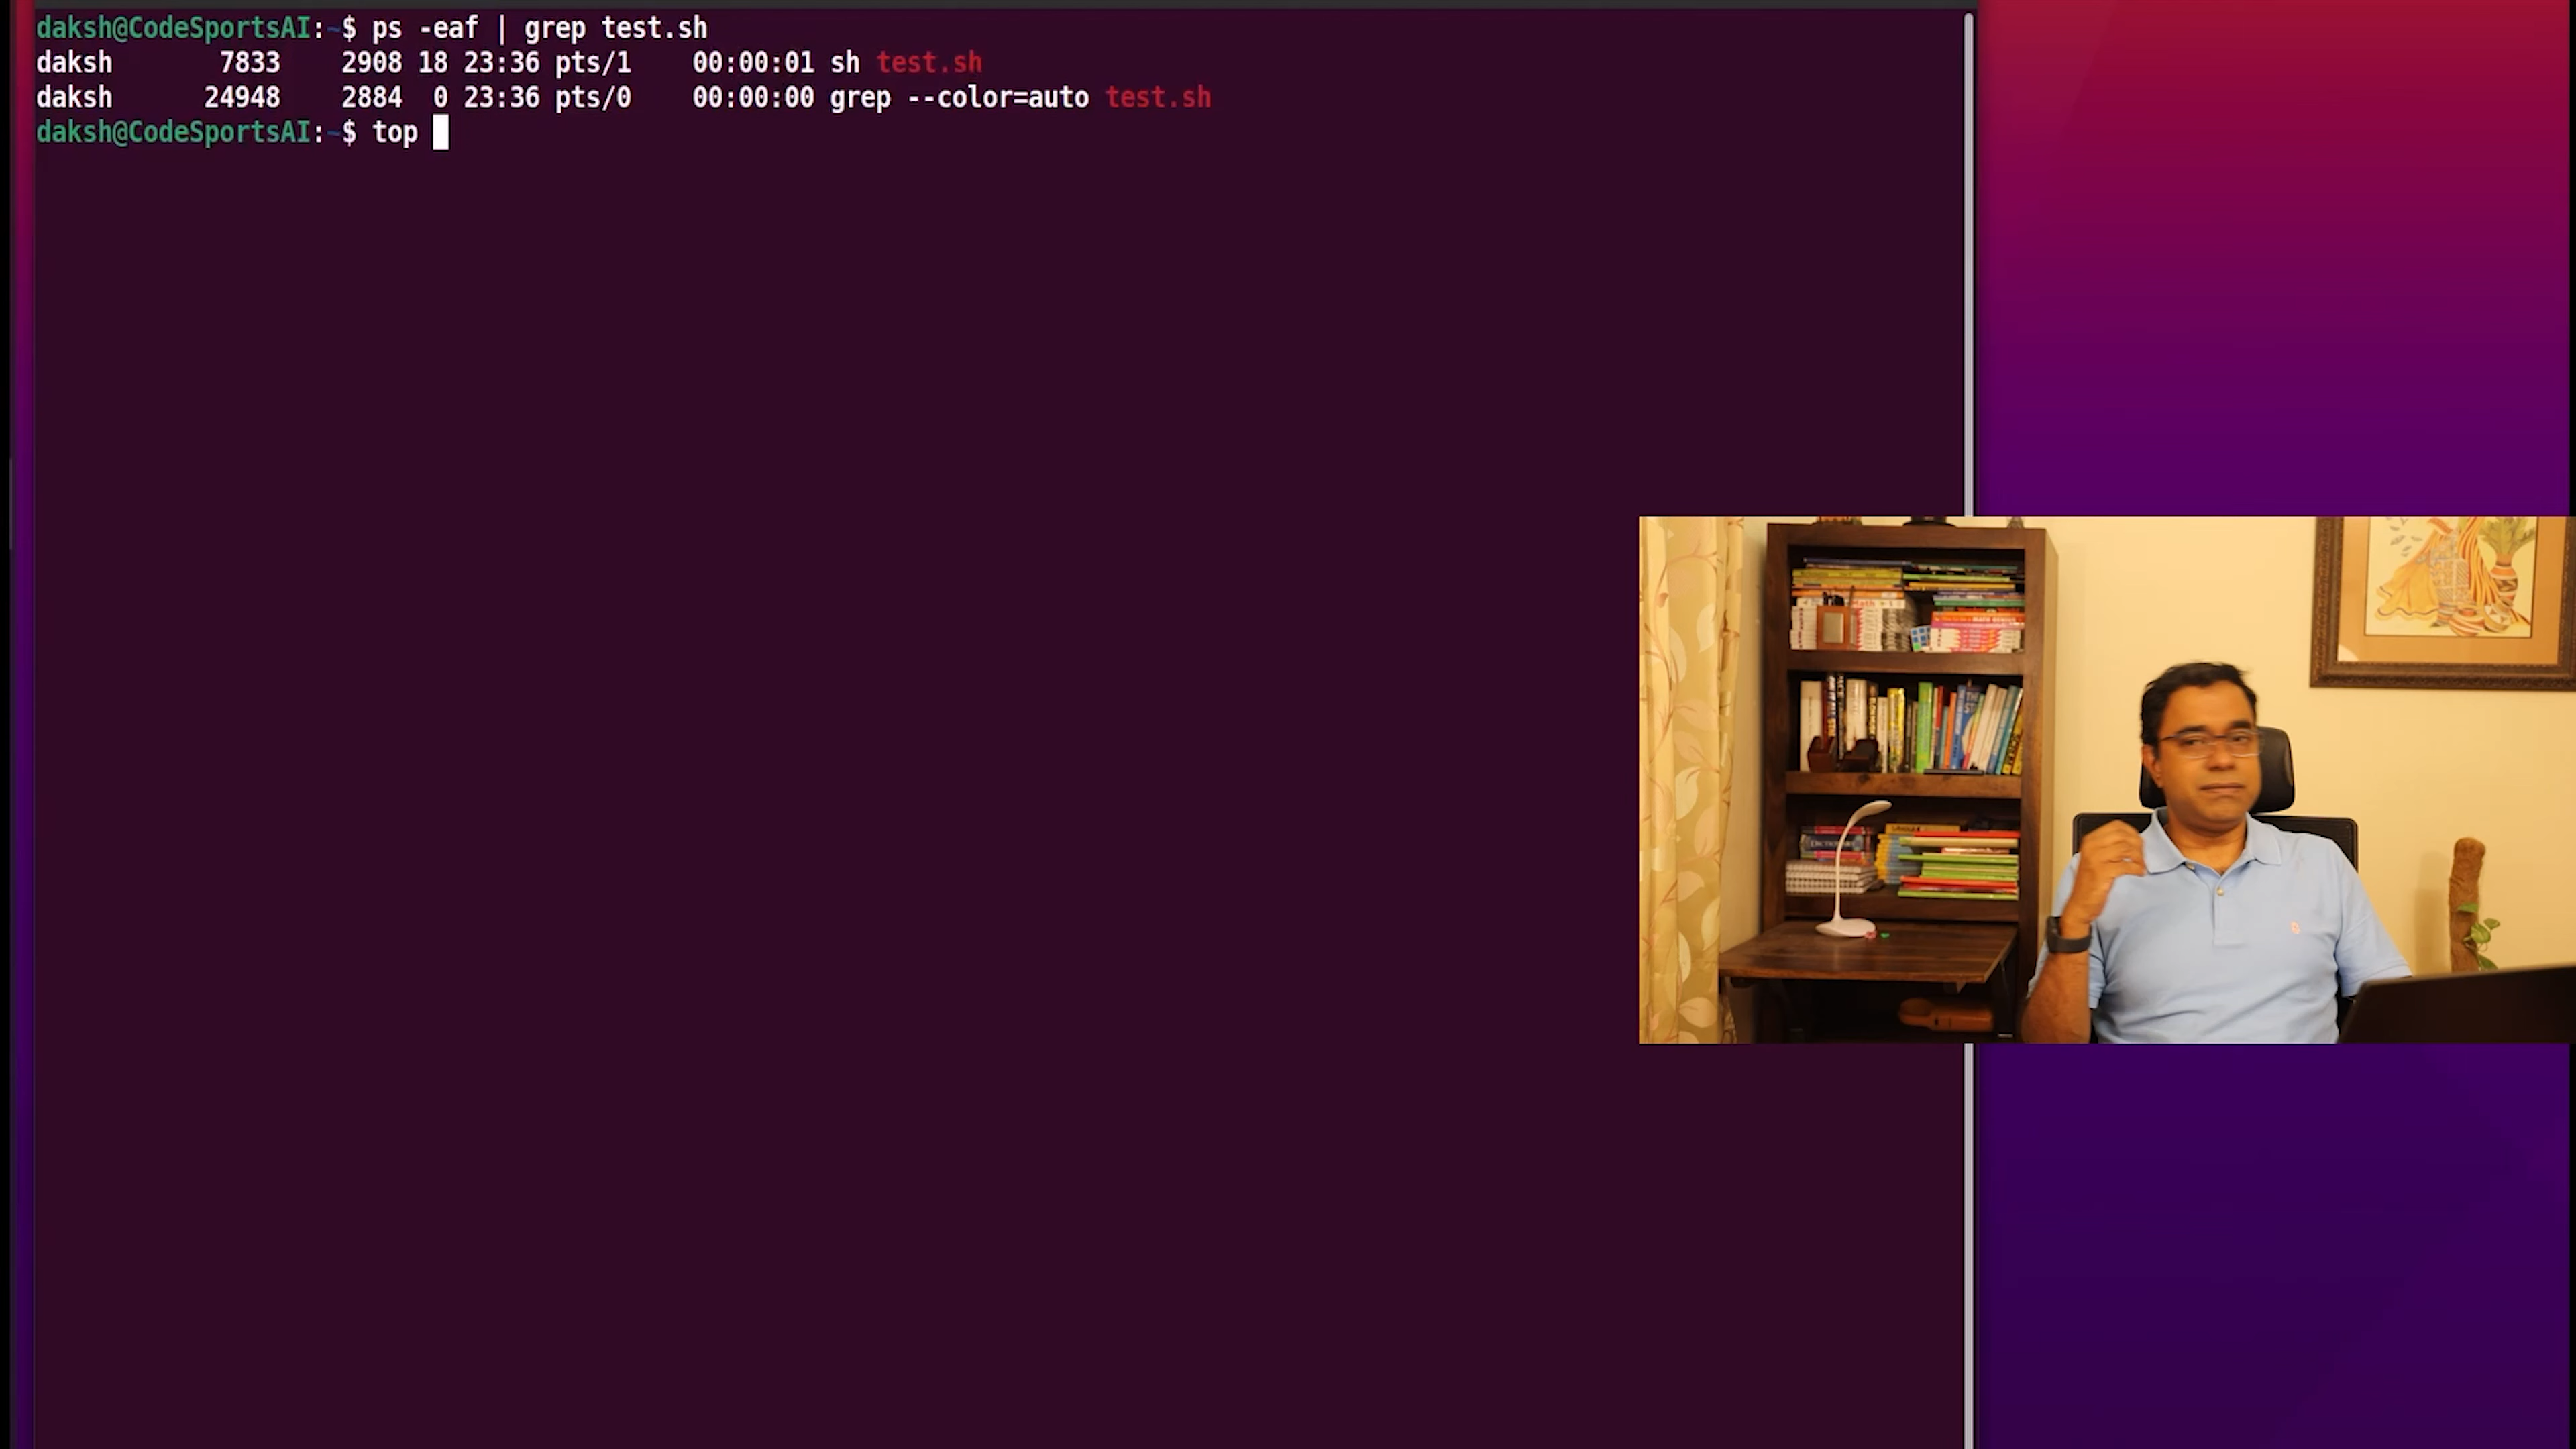 daksh@CodeSportsAI:~$ ps -eaf | grep test.sh
daksh       7833    2908 18 23:36 pts/1    00:00:01 sh test.sh
daksh      24948    2884  0 23:36 pts/0    00:00:00 grep --color=auto test.sh
daksh@CodeSportsAI:~$ top
Math
DICTIONARY